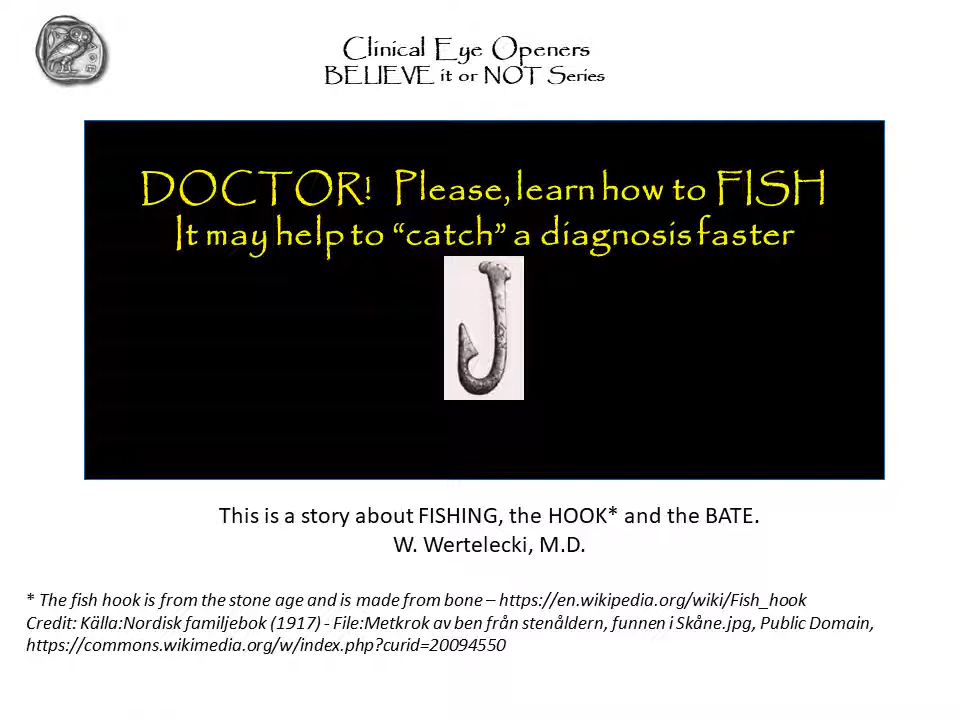 Clinical Eye Openers
BELIEVE it or NOT Series
DOCTOR! Please, learn how to FISH
It may help to “catch” a diagnosis faster
This is a story about FISHING, the HOOK* and the BATE.
W. Wertelecki, M.D.
* The fish hook is from the stone age and is made from bone – https://en.wikipedia.org/wiki/Fish_hook
Credit: Källa:Nordisk familjebok (1917) - File:Metkrok av ben från stenåldern, funnen i Skåne.jpg, Public Domain,
https://commons.wikimedia.org/w/index.php?curid=20094550